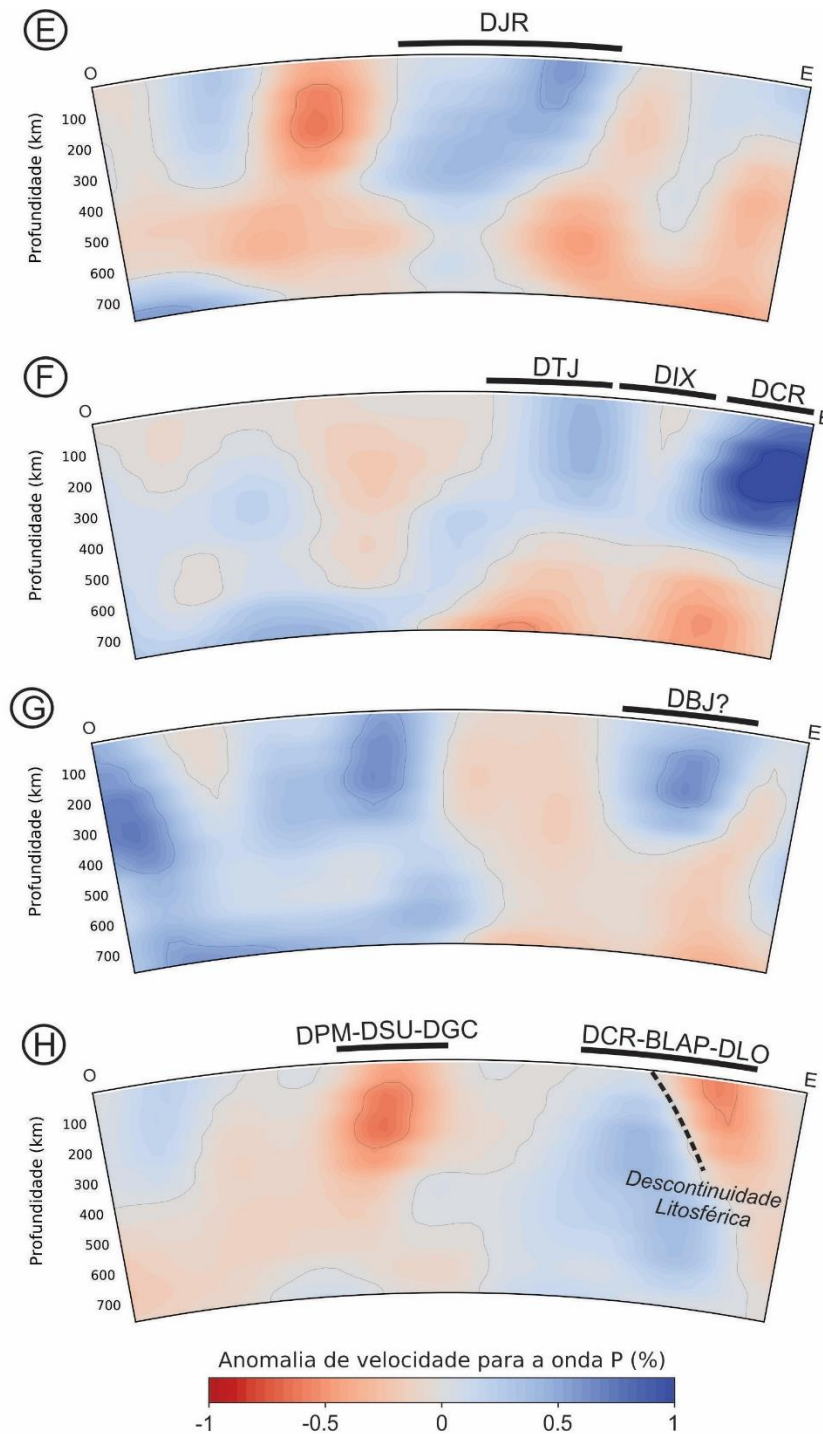 E
DJR
O
E
Profundidade (km)
100
200
300
400
500
600
700
F
DTJ
DIX
DCR
O
E
Profundidade (km)
100
200
300
400
500
600
700
G
DBJ?
O
E
Profundidade (km)
100
200
300
400
500
600
700
H
DPM-DSU-DGC
DCR-BLAP-DLO
O
E
Profundidade (km)
100
200
300
400
500
600
700
Descontinuidade
Litosférica
Anomalia de velocidade para a onda P (%)
-1 -0.5 0 0.5 1